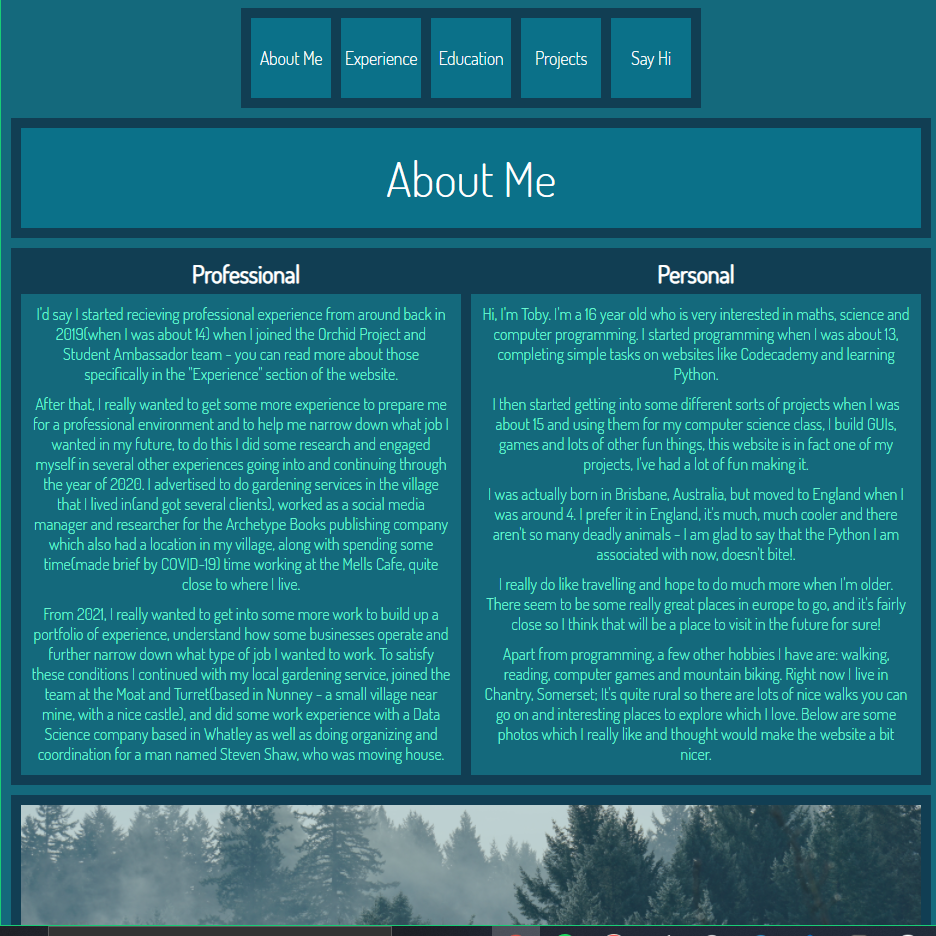 About Me
Experience
Education
Projects
Say Hi
About Me
Professional
I'd say I started recieving professional experience from around back in
2019(when I was about 14) when I joined the Orchid Project and
Student Ambassador team - you can read more about those
specifically in the "Experience" section of the website.
After that, I really wanted to get some more experience to prepare me
for a professional environment and to help me narrow down what job I
wanted in my future, to do this I did some research and engaged
myself in several other experiences going into and continuing through
the year of 2020. I advertised to do gardening services in the village
that I lived in(and got several clients), worked as a social media
manager and researcher for the Archetype Books publishing company
which also had a location in my village, along with spending some
time(made brief by COVID-19) time working at the Mells Cafe, quite
close to where I live.
From 2021, I really wanted to get into some more work to build up a
portfolio of experience, understand how some businesses operate and
further narrow down what type of job I wanted to work. To satisfy
these conditions I continued with my local gardening service, joined the
team at the Moat and Turret(based in Nunney - a small village near
mine, with a nice castle), and did some work experience with a Data
Science company based in Whatley as well as doing organizing and
coordination for a man named Steven Shaw, who was moving house.
Personal
Hi, I'm Toby. I'm a 16 year old who is very interested in maths, science and
computer programming. I started programming when I was about 13,
completing simple tasks on websites like Codecademy and learning
Python.
I then started getting into some different sorts of projects when I was
about 15 and using them for my computer science class, I build GUIs,
games and lots of other fun things, this website is in fact one of my
projects, I've had a lot of fun making it.
I was actually born in Brisbane, Australia, but moved to England when I
was around 4. I prefer it in England, it's much, much cooler and there
aren't so many deadly animals - I am glad to say that the Python I am
associated with now, doesn't bite!.
I really do like travelling and hope to do much more when I'm older.
There seem to be some really great places in europe to go, and it's fairly
close so I think that will be a place to visit in the future for sure!
Apart from programming, a few other hobbies I have are: walking,
reading, computer games and mountain biking. Right now I live in
Chantry, Somerset; It's quite rural so there are lots of nice walks you can
go on and interesting places to explore which I love. Below are some
photos which I really like and thought would make the website a bit
nicer.